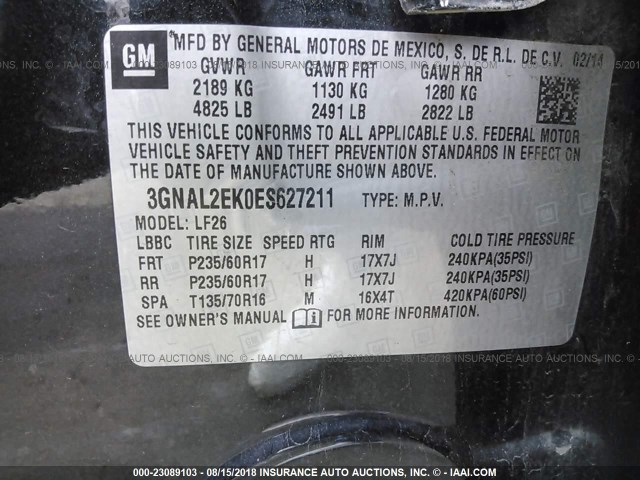 GM
*MFD BY GENERAL MOTORS DE MEXICO, S. DE R.L. DE C.V. 02/14
GVWR GAWR FRT GAWR RR
2189 KG 1130 KG 1280 KG
4825 LB 2491 LB 2822 LB
THIS VEHICLE CONFORMS TO ALL APPLICABLE U.S. FEDERAL MOTOR
VEHICLE SAFETY AND THEFT PREVENTION STANDARDS IN EFFECT ON
THE DATE OF MANUFACTURE SHOWN ABOVE.
3GNAL2EK0ES627211 TYPE: M.P.V.
MODEL: LF26
LBBC TIRE SIZE SPEED RTG RIM COLD TIRE PRESSURE
FRT P235/60R17 H 17X7J 240KPA(35PSI)
RR P235/60R17 H 17X7J 240KPA(35PSI)
SPA T135/70R16 M 16X4T 420KPA(60PSI)
SEE OWNER'S MANUAL i FOR MORE INFORMATION.
000-23089103 - 08/15/2018 INSURANCE AUTO AUCTIONS, INC. - IAAI.COM